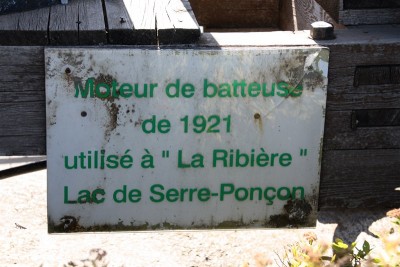 Moteur de batteuse
de 1921
utilisé à " La Ribière "
Lac de Serre-Ponçon